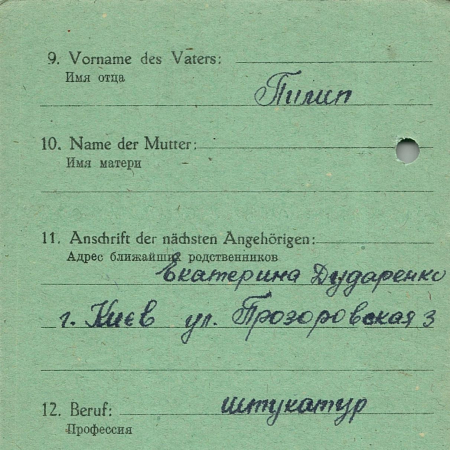 9. Vorname des Vaters:
Имя отца
Пилип
10. Name der Mutter:
Имя матери
11. Anschrift der nächsten Angehörigen:
Адрес ближайших родственников
Екатерина Дударенко
г. Киев ул. Прозоровская 3
12. Beruf: штукатур
Профессия